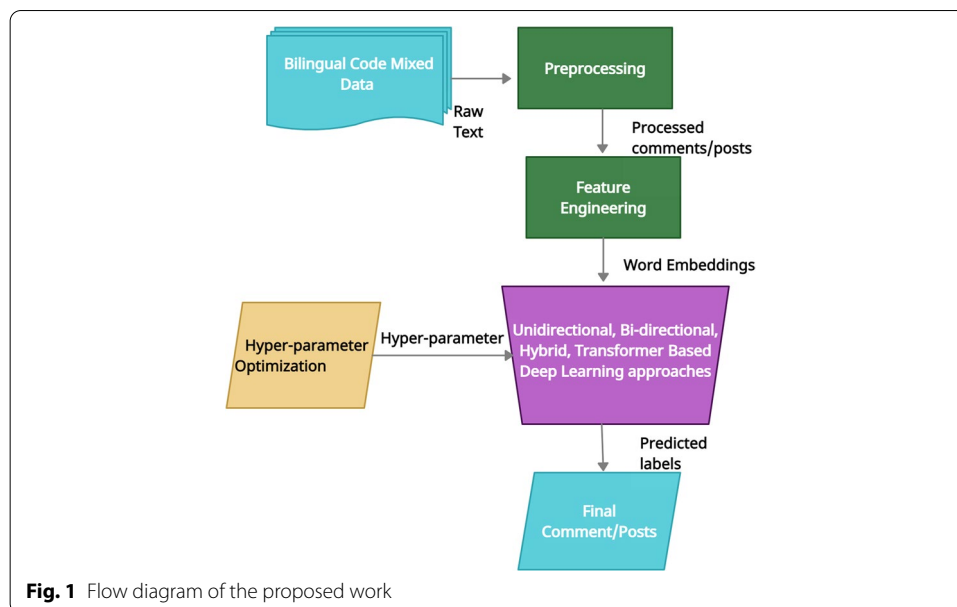 Bilingual Code Mixed
Data
Raw
Text
Preprocessing
Processed
comments/posts
Feature
Engineering
Word Embeddings
Hyper-parameter
Optimization
Hyper-parameter
Unidirectional, Bi-directional,
Hybrid, Transformer Based
Deep Learning approaches
Predicted
labels
Final
Comment/Posts
Fig. 1 Flow diagram of the proposed work